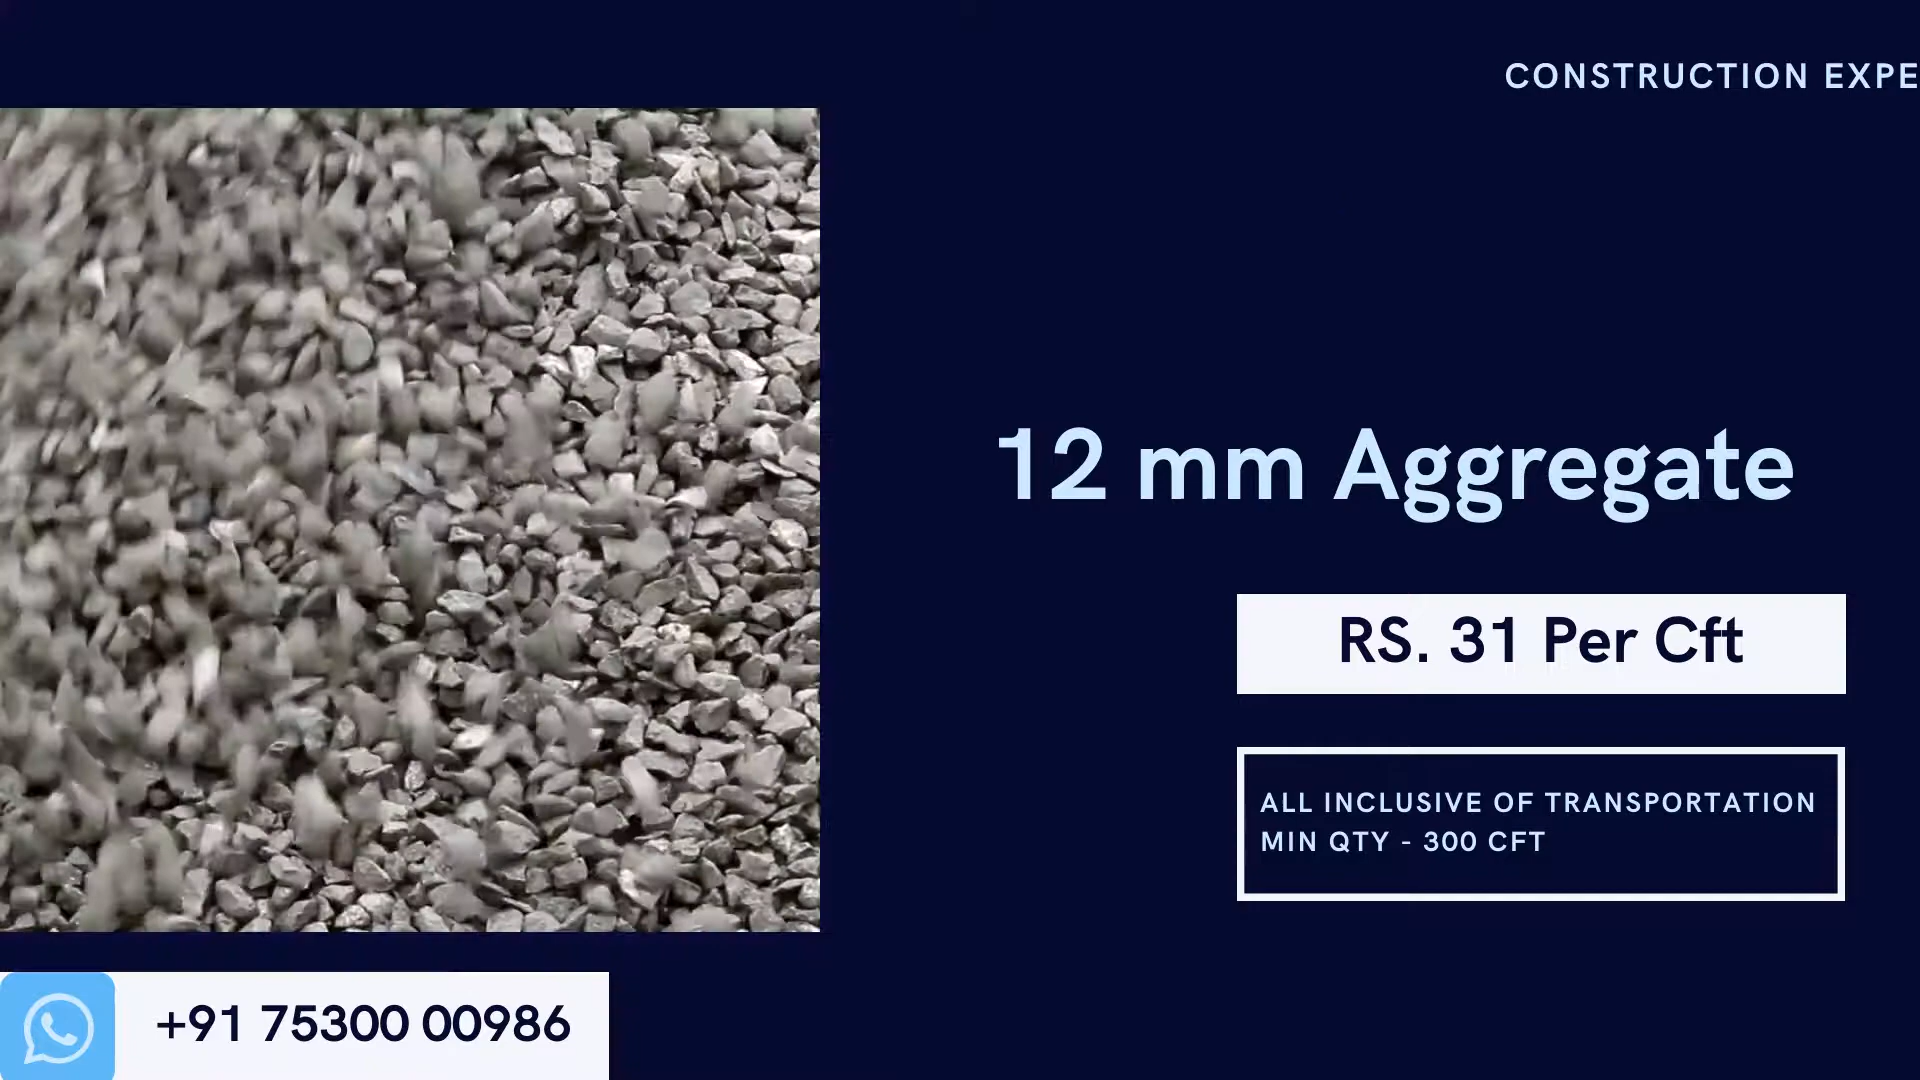 CONSTRUCTION EXPE
12 mm Aggregate
RS. 31 Per Cft
ALL INCLUSIVE OF TRANSPORTATION
MIN QTY - 300 CFT
+91 75300 00986